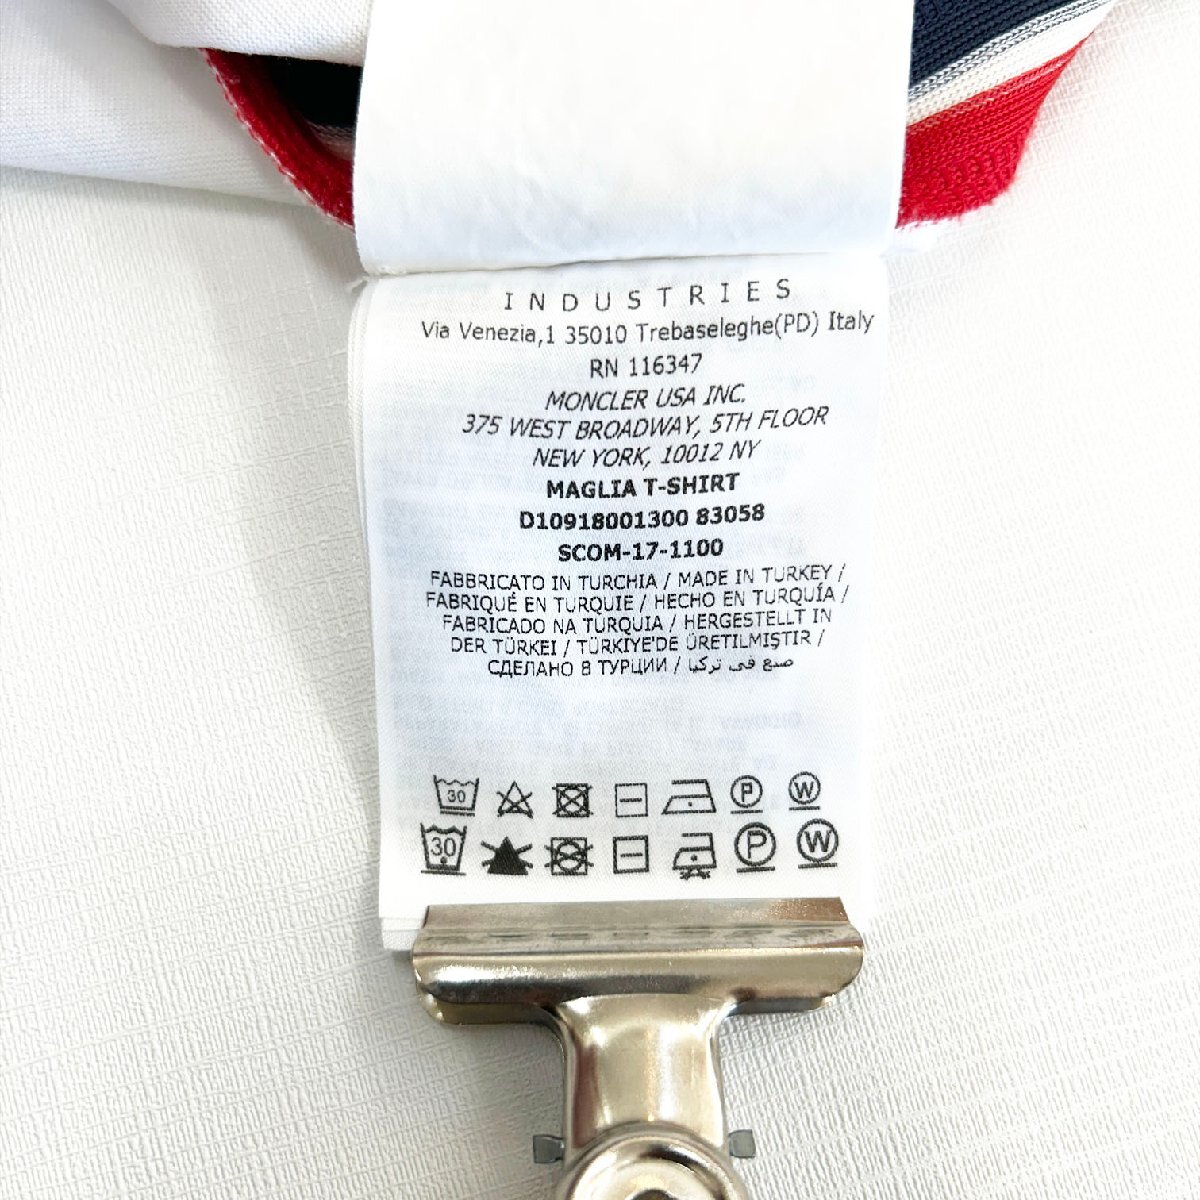 INDUSTRIES
Via Venezia,1 35010 Trebaseleghe(PD) Italy
RN 116347
MONCLER USA INC.
375 WEST BROADWAY, 5TH FLOOR
NEW YORK, 10012 NY
MAGLIA T-SHIRT
D10918001300 83058
SCOM-17-1100
FABBRICATO IN TURCHIA / MADE IN TURKEY /
FABRIQUÉ EN TURQUIE / HECHO EN TURQUÍA /
FABRICADO NA TURQUIA / HERGESTELLT IN
DER TÜRKEI / TÜRKIYE'DE ÜRETILMIŞTIR /
СДЕЛАНО В ТУРЦИИ / صنع في تركيا
30 P W
30 P W